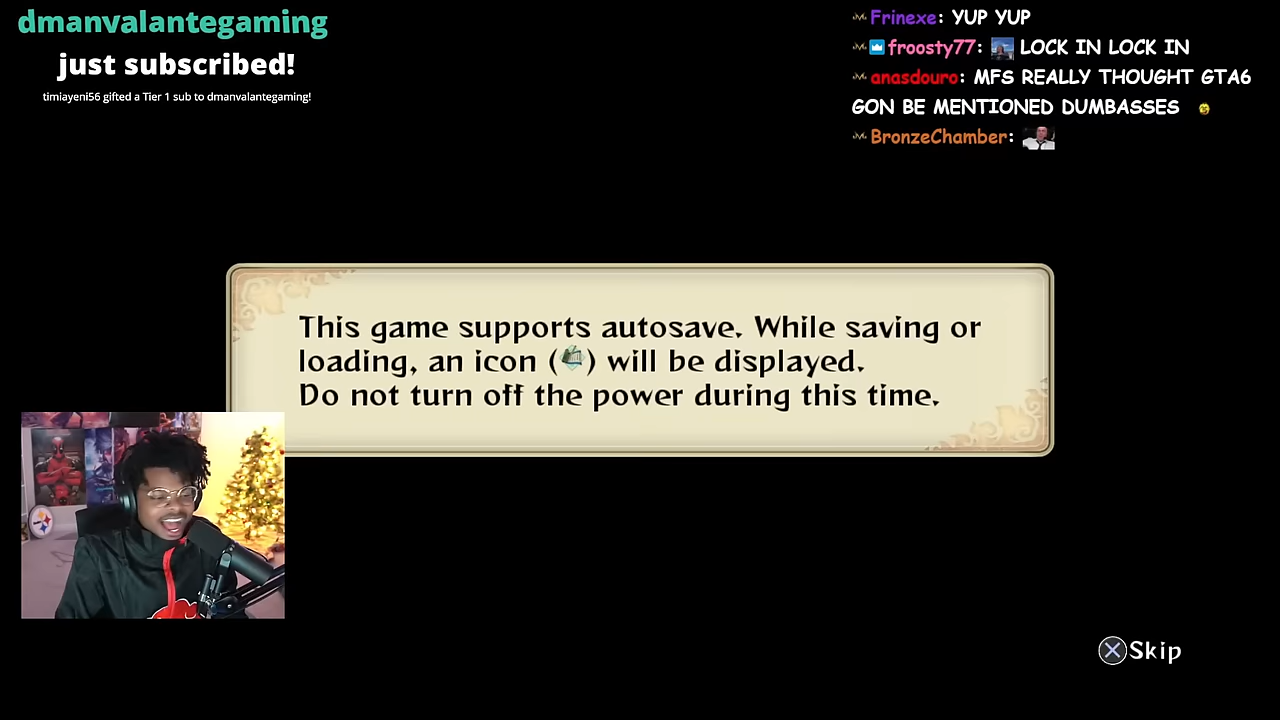 dmanvalantegaming
just subscribed!
timiayeni56 gifted a Tier 1 sub to dmanvalantegaming!
Frinexe: YUP YUP
froosty77: LOCK IN LOCK IN
anasdouro: MFS REALLY THOUGHT GTA6
GON BE MENTIONED DUMBASSES
BronzeChamber:
This game supports autosave. While saving or
loading, an icon ( ) will be displayed.
Do not turn off the power during this time.
Skip